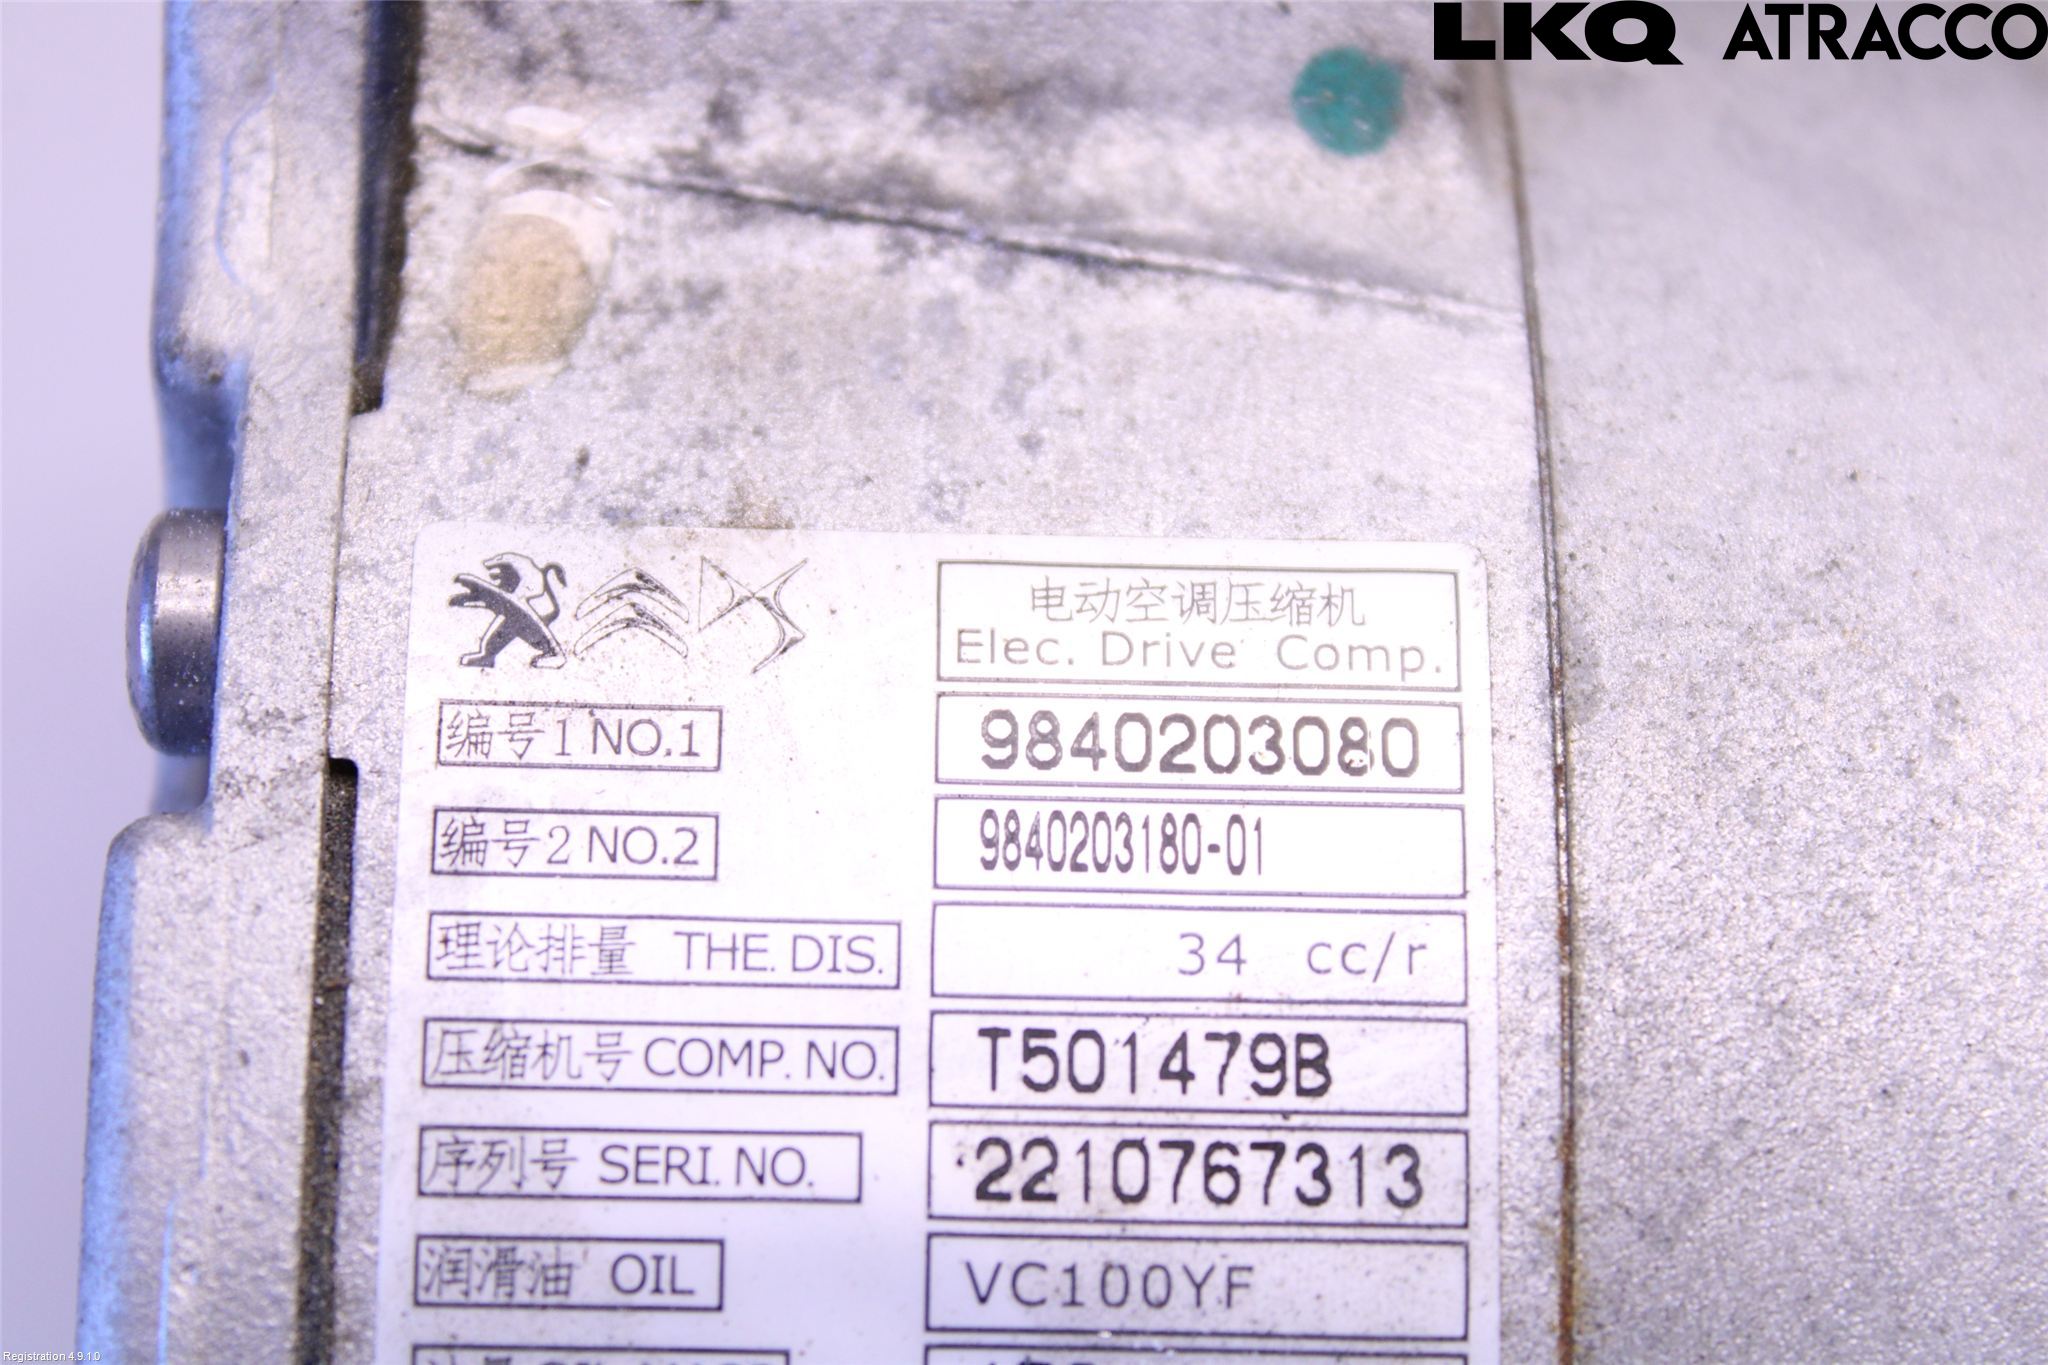 LKQ ATRACCO
电动空调压缩机
Elec. Drive Comp.
编号1 NO.1 9840203080
编号2 NO.2 9840203180-01
理论排量 THE. DIS. 34 cc/r
压缩机号 COMP. NO. T501479B
序列号 SERI. NO. 2210767313
润滑油 OIL VC100YF
Registration 4.9.1.0